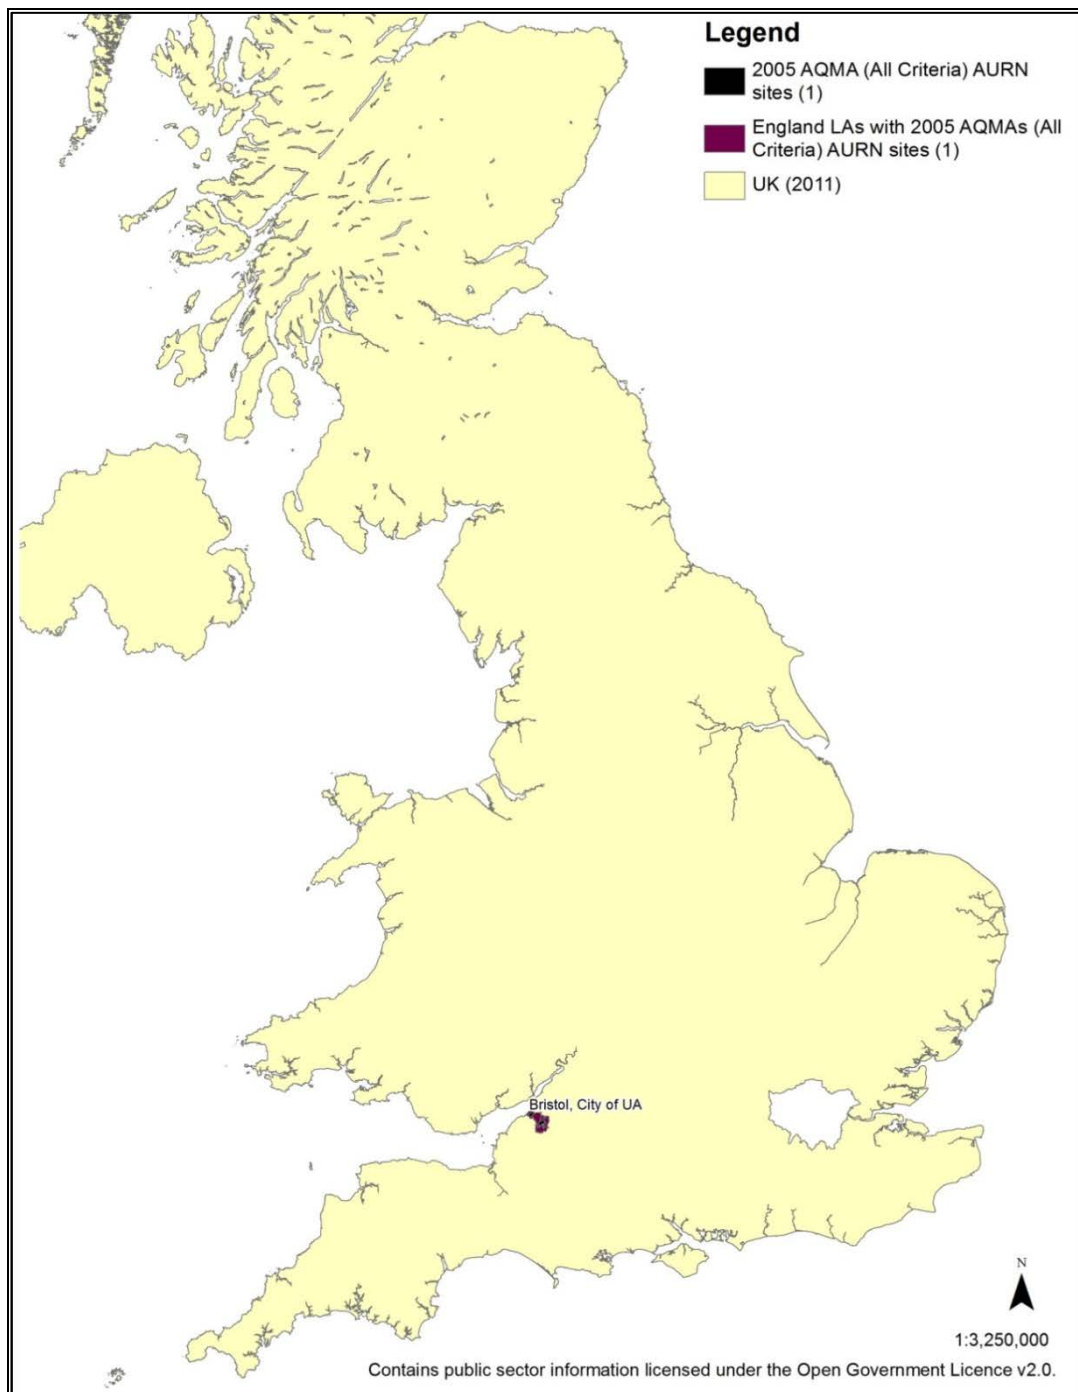 Legend
2005 AQMA (All Criteria) AURN
sites (1)
England LAs with 2005 AQMAs (All
Criteria) AURN sites (1)
UK (2011)
Bristol, City of UA
N
1:3,250,000
Contains public sector information licensed under the Open Government Licence v2.0.